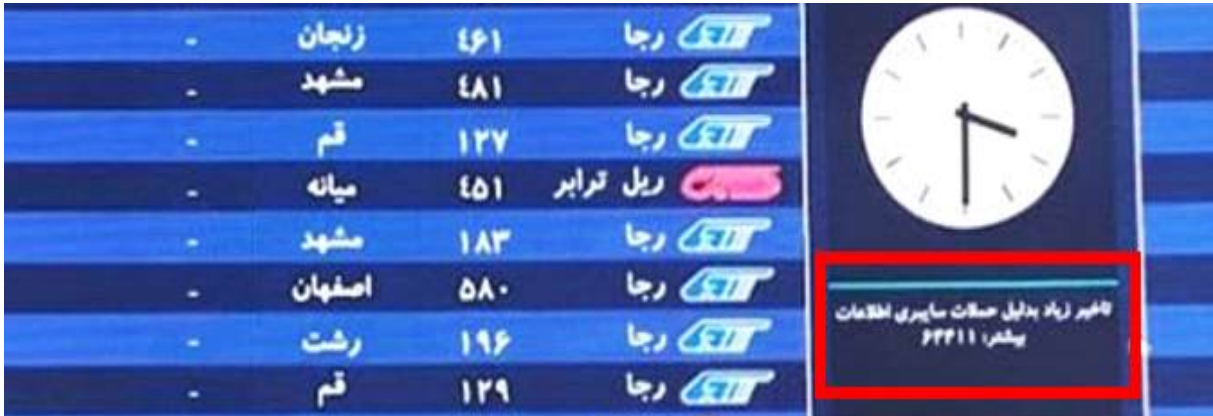 رجا ۴۶۱ زنجان -
رجا ۴۸۱ مشهد -
رجا ۱۲۷ قم -
ریل ترابر ۴۵۱ میانه -
رجا ۱۸۳ مشهد -
رجا ۵۸۰ اصفهان -
رجا ۱۹۶ رشت -
رجا ۱۲۹ قم -
تاخیر زیاد بدلیل حملات سایبری اطلاعات
بیشتر: ۶۴۴۱۱